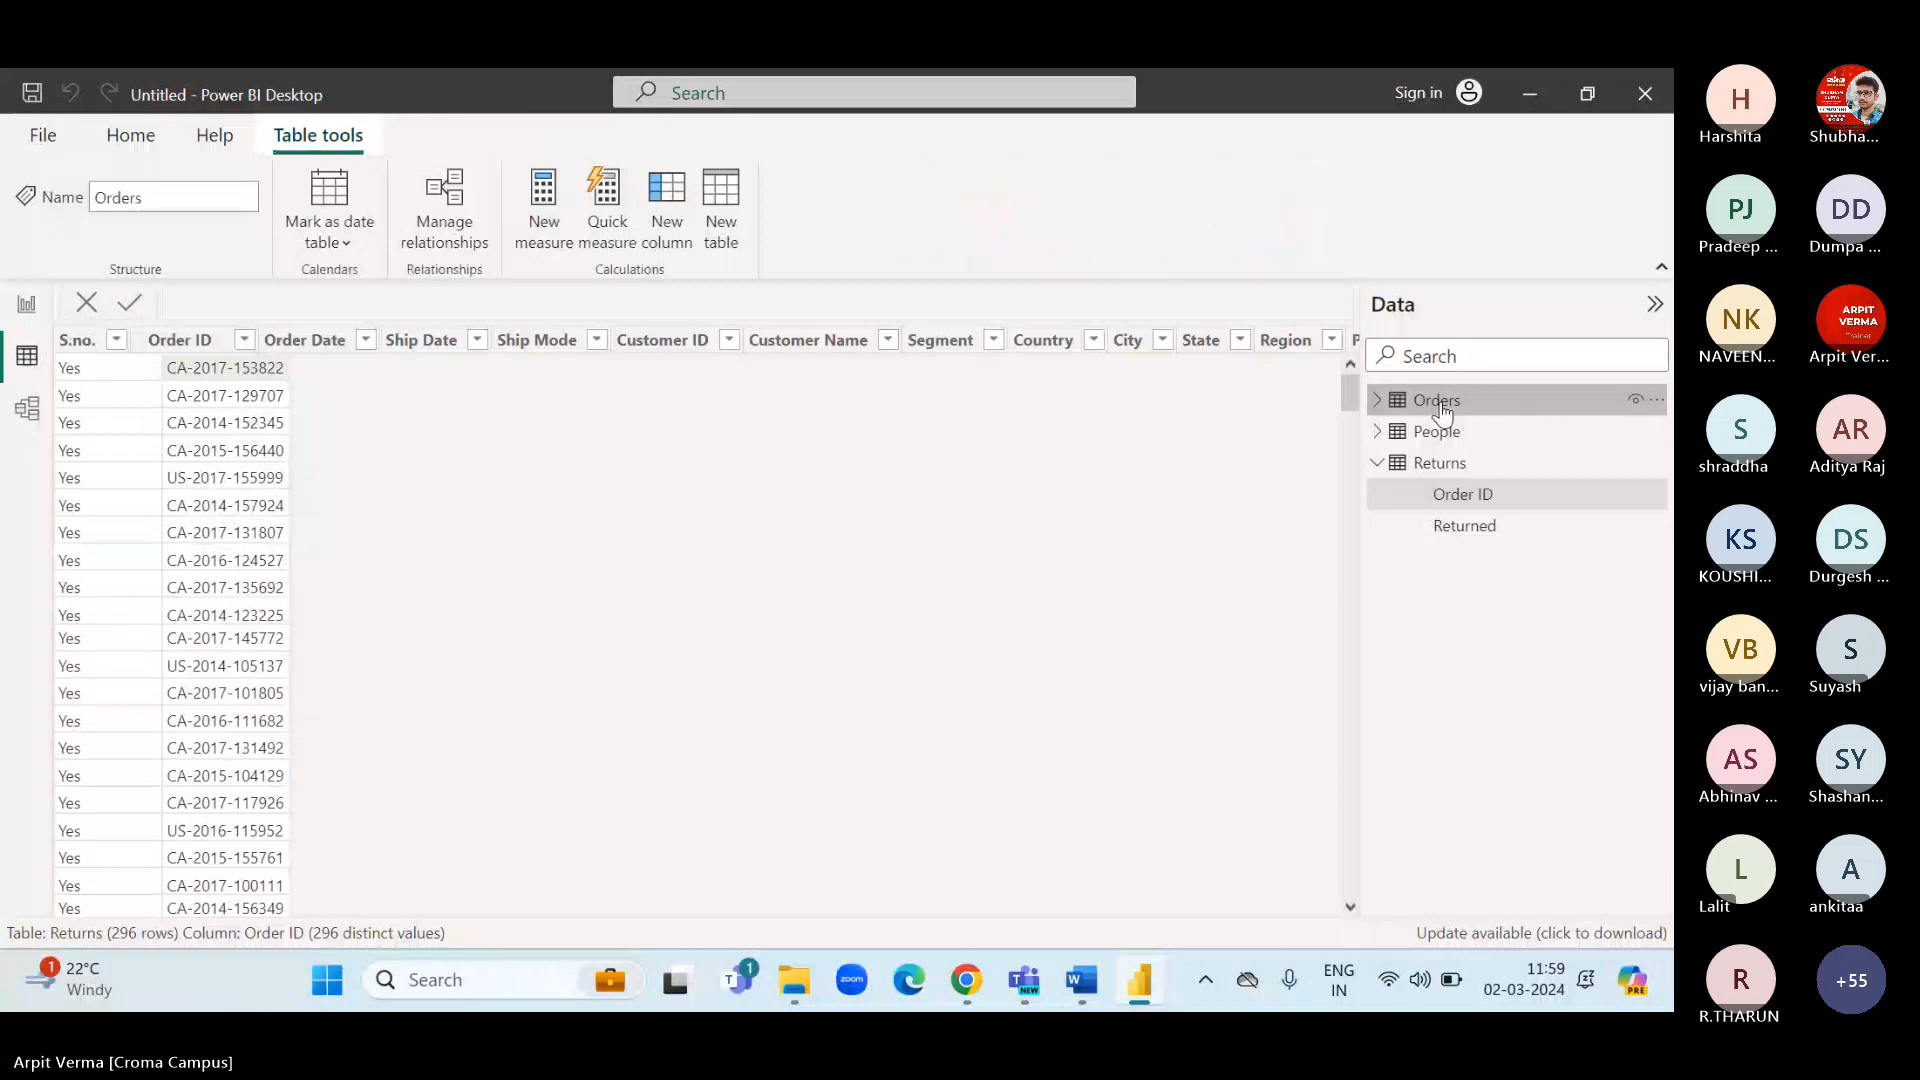 Untitled - Power BI Desktop
Search
Sign in
File
Home
Help
Table tools
Name
Orders
Mark as date table
Manage relationships
New measure
Quick measure
New column
New table
Structure
Calendars
Relationships
Calculations
S.no.
Order ID
Order Date
Ship Date
Ship Mode
Customer ID
Customer Name
Segment
Country
City
State
Region
P
Yes CA-2017-153822
Yes CA-2017-129707
Yes CA-2014-152345
Yes CA-2015-156440
Yes US-2017-155999
Yes CA-2014-157924
Yes CA-2017-131807
Yes CA-2016-124527
Yes CA-2017-135692
Yes CA-2014-123225
Yes CA-2017-145772
Yes US-2014-105137
Yes CA-2017-101805
Yes CA-2016-111682
Yes CA-2017-131492
Yes CA-2015-104129
Yes CA-2017-117926
Yes US-2016-115952
Yes CA-2015-155761
Yes CA-2017-100111
Yes CA-2014-156349
Data
Search
Orders
People
Returns
Order ID
Returned
Table: Returns (296 rows) Column: Order ID (296 distinct values)
Update available (click to download)
1
22°C
Windy
Search
1
zoom
NEW
ENG
IN
11:59
02-03-2024
PRE
H
Harshita
Shubha...
PJ
Pradeep ...
DD
Dumpa ...
NK
NAVEEN...
ARPIT
VERMA
Trainer
Arpit Ver...
S
shraddha
AR
Aditya Raj
KS
KOUSHI...
DS
Durgesh ...
VB
vijay ban...
S
Suyash
AS
Abhinav ...
SY
Shashan...
L
Lalit
A
ankitaa
R
R.THARUN
+55
Arpit Verma [Croma Campus]